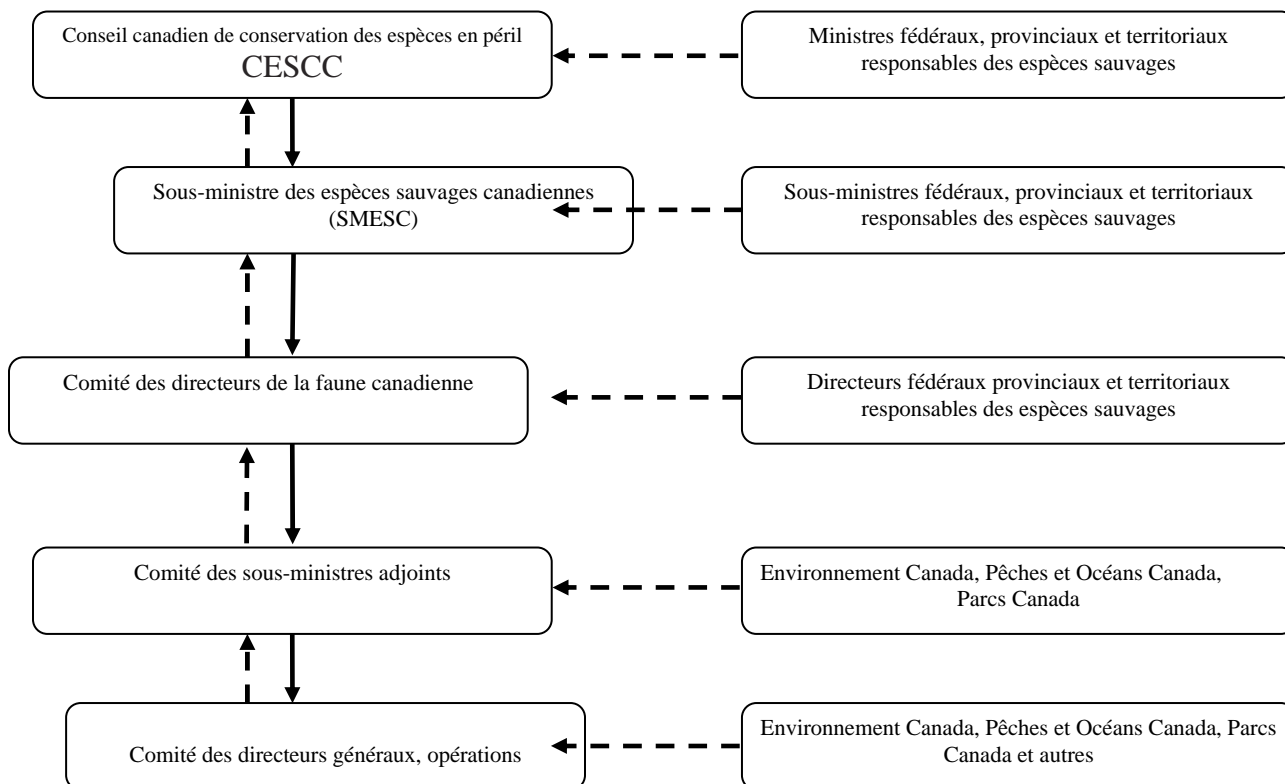 Conseil canadien de conservation des espèces en péril
CESCC
Ministres fédéraux, provinciaux et territoriaux
responsables des espèces sauvages
Sous-ministre des espèces sauvages canadiennes
(SMESC)
Sous-ministres fédéraux, provinciaux et territoriaux
responsables des espèces sauvages
Comité des directeurs de la faune canadienne
Directeurs fédéraux provinciaux et territoriaux
responsables des espèces sauvages
Comité des sous-ministres adjoints
Environnement Canada, Pêches et Océans Canada,
Parcs Canada
Comité des directeurs généraux, opérations
Environnement Canada, Pêches et Océans Canada, Parcs
Canada et autres